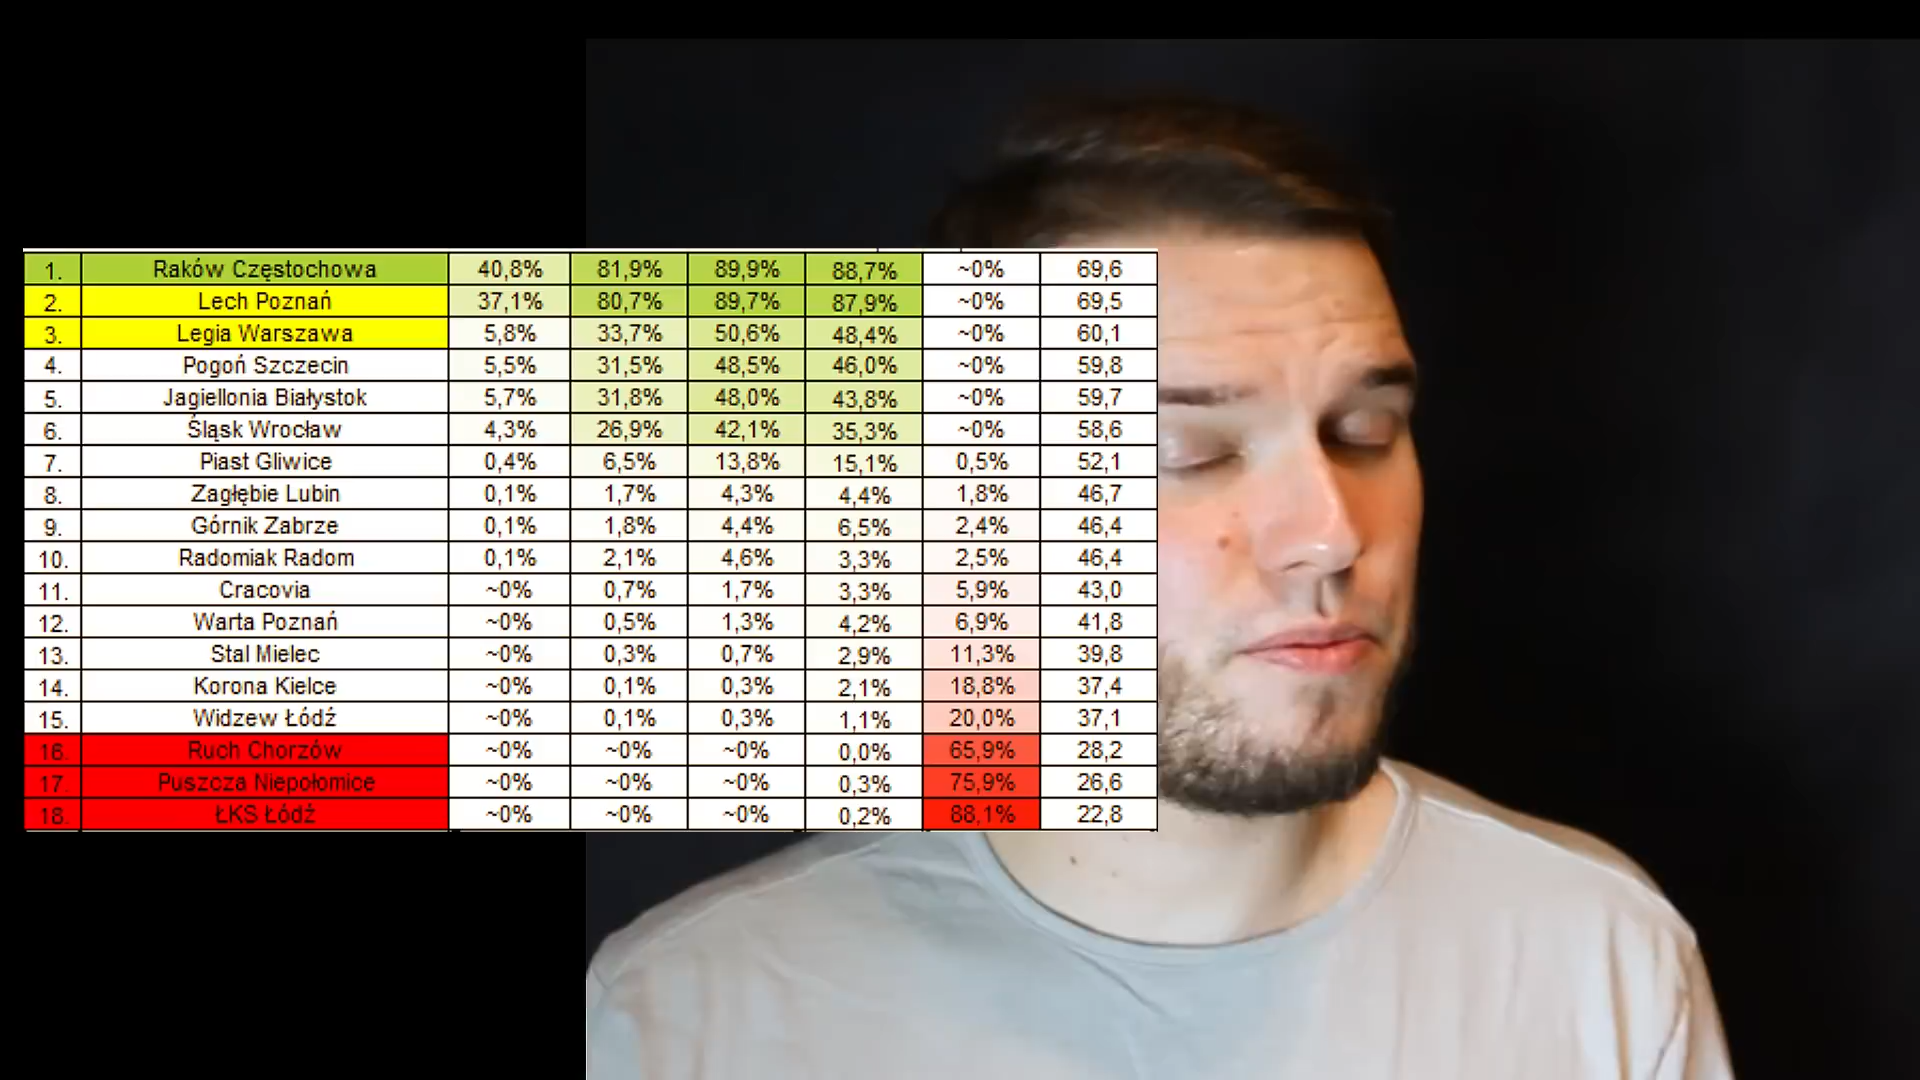 1. Raków Częstochowa 40,8% 81,9% 89,9% 88,7% ~0% 69,6
2. Lech Poznań 37,1% 80,7% 89,7% 87,9% ~0% 69,5
3. Legia Warszawa 5,8% 33,7% 50,6% 48,4% ~0% 60,1
4. Pogoń Szczecin 5,5% 31,5% 48,5% 46,0% ~0% 59,8
5. Jagiellonia Białystok 5,7% 31,8% 48,0% 43,8% ~0% 59,7
6. Śląsk Wrocław 4,3% 26,9% 42,1% 35,3% ~0% 58,6
7. Piast Gliwice 0,4% 6,5% 13,8% 15,1% 0,5% 52,1
8. Zagłębie Lubin 0,1% 1,7% 4,3% 4,4% 1,8% 46,7
9. Górnik Zabrze 0,1% 1,8% 4,4% 6,5% 2,4% 46,4
10. Radomiak Radom 0,1% 2,1% 4,6% 3,3% 2,5% 46,4
11. Cracovia ~0% 0,7% 1,7% 3,3% 5,9% 43,0
12. Warta Poznań ~0% 0,5% 1,3% 4,2% 6,9% 41,8
13. Stal Mielec ~0% 0,3% 0,7% 2,9% 11,3% 39,8
14. Korona Kielce ~0% 0,1% 0,3% 2,1% 18,8% 37,4
15. Widzew Łódź ~0% 0,1% 0,3% 1,1% 20,0% 37,1
16. Ruch Chorzów ~0% ~0% ~0% 0,0% 65,9% 28,2
17. Puszcza Niepołomice ~0% ~0% ~0% 0,3% 75,9% 26,6
18. ŁKS Łódź ~0% ~0% ~0% 0,2% 88,1% 22,8